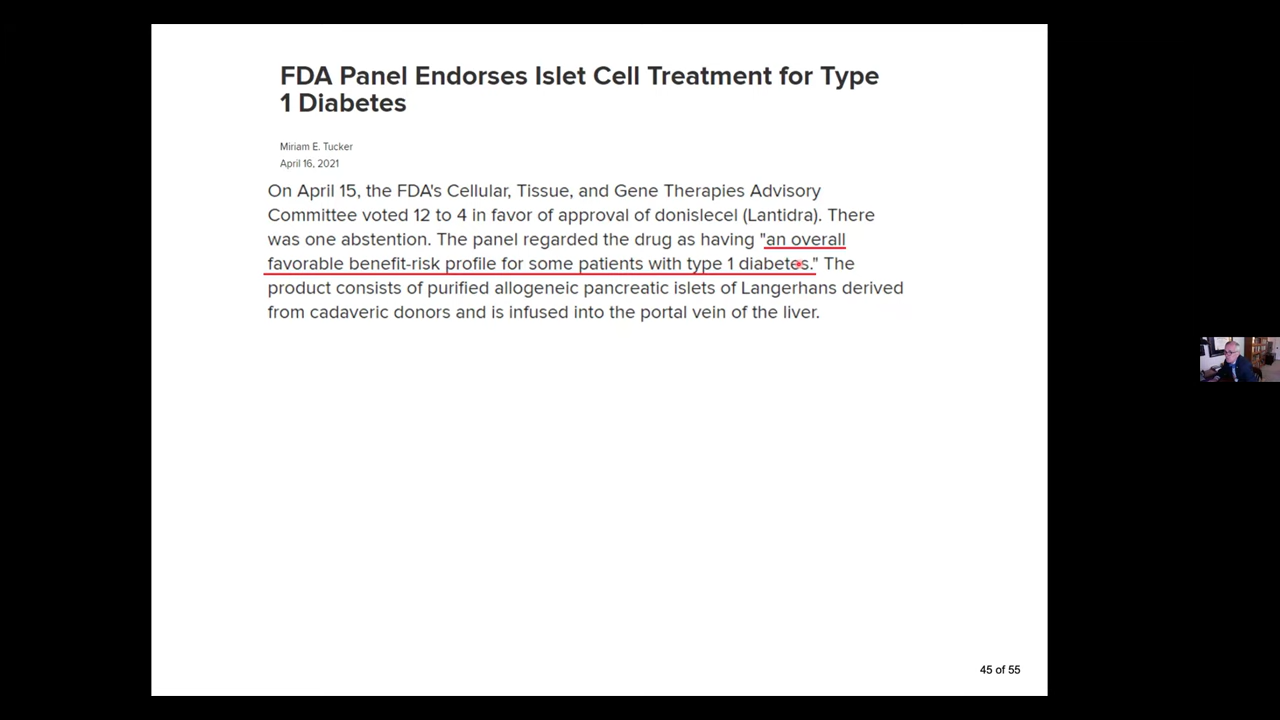 FDA Panel Endorses Islet Cell Treatment for Type
1 Diabetes
Miriam E. Tucker
April 16, 2021
On April 15, the FDA's Cellular, Tissue, and Gene Therapies Advisory
Committee voted 12 to 4 in favor of approval of donislecel (Lantidra). There
was one abstention. The panel regarded the drug as having "an overall
favorable benefit-risk profile for some patients with type 1 diabetes." The
product consists of purified allogeneic pancreatic islets of Langerhans derived
from cadaveric donors and is infused into the portal vein of the liver.
45 of 55